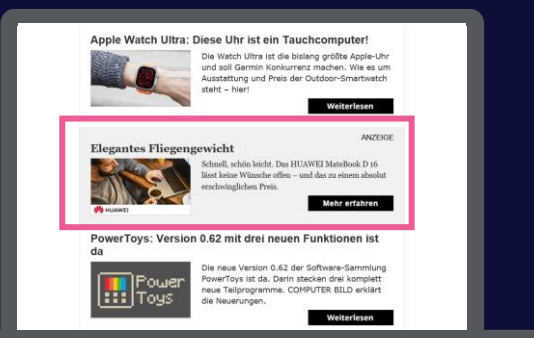 Apple Watch Ultra: Diese Uhr ist ein Tauchcomputer!
Die Watch Ultra ist die bislang größte Apple-Uhr
und soll Garmin Konkurrenz machen. Wie es um
Ausstattung und Preis der Outdoor-Smartwatch
steht – hier!
Weiterlesen
ANZEIGE
Elegantes Fliegengewicht
Schnell, schön leicht. Das HUAWEI MateBook D 16
lässt keine Wünsche offen – und das zu einem absolut
erschwinglichen Preis.
HUAWEI
Mehr erfahren
PowerToys: Version 0.62 mit drei neuen Funktionen ist
da
Power
Toys
Die neue Version 0.62 der Software-Sammlung
PowerToys ist da. Darin stecken drei komplett
neue Teilprogramme. COMPUTER BILD erklärt
die Neuerungen.
Weiterlesen